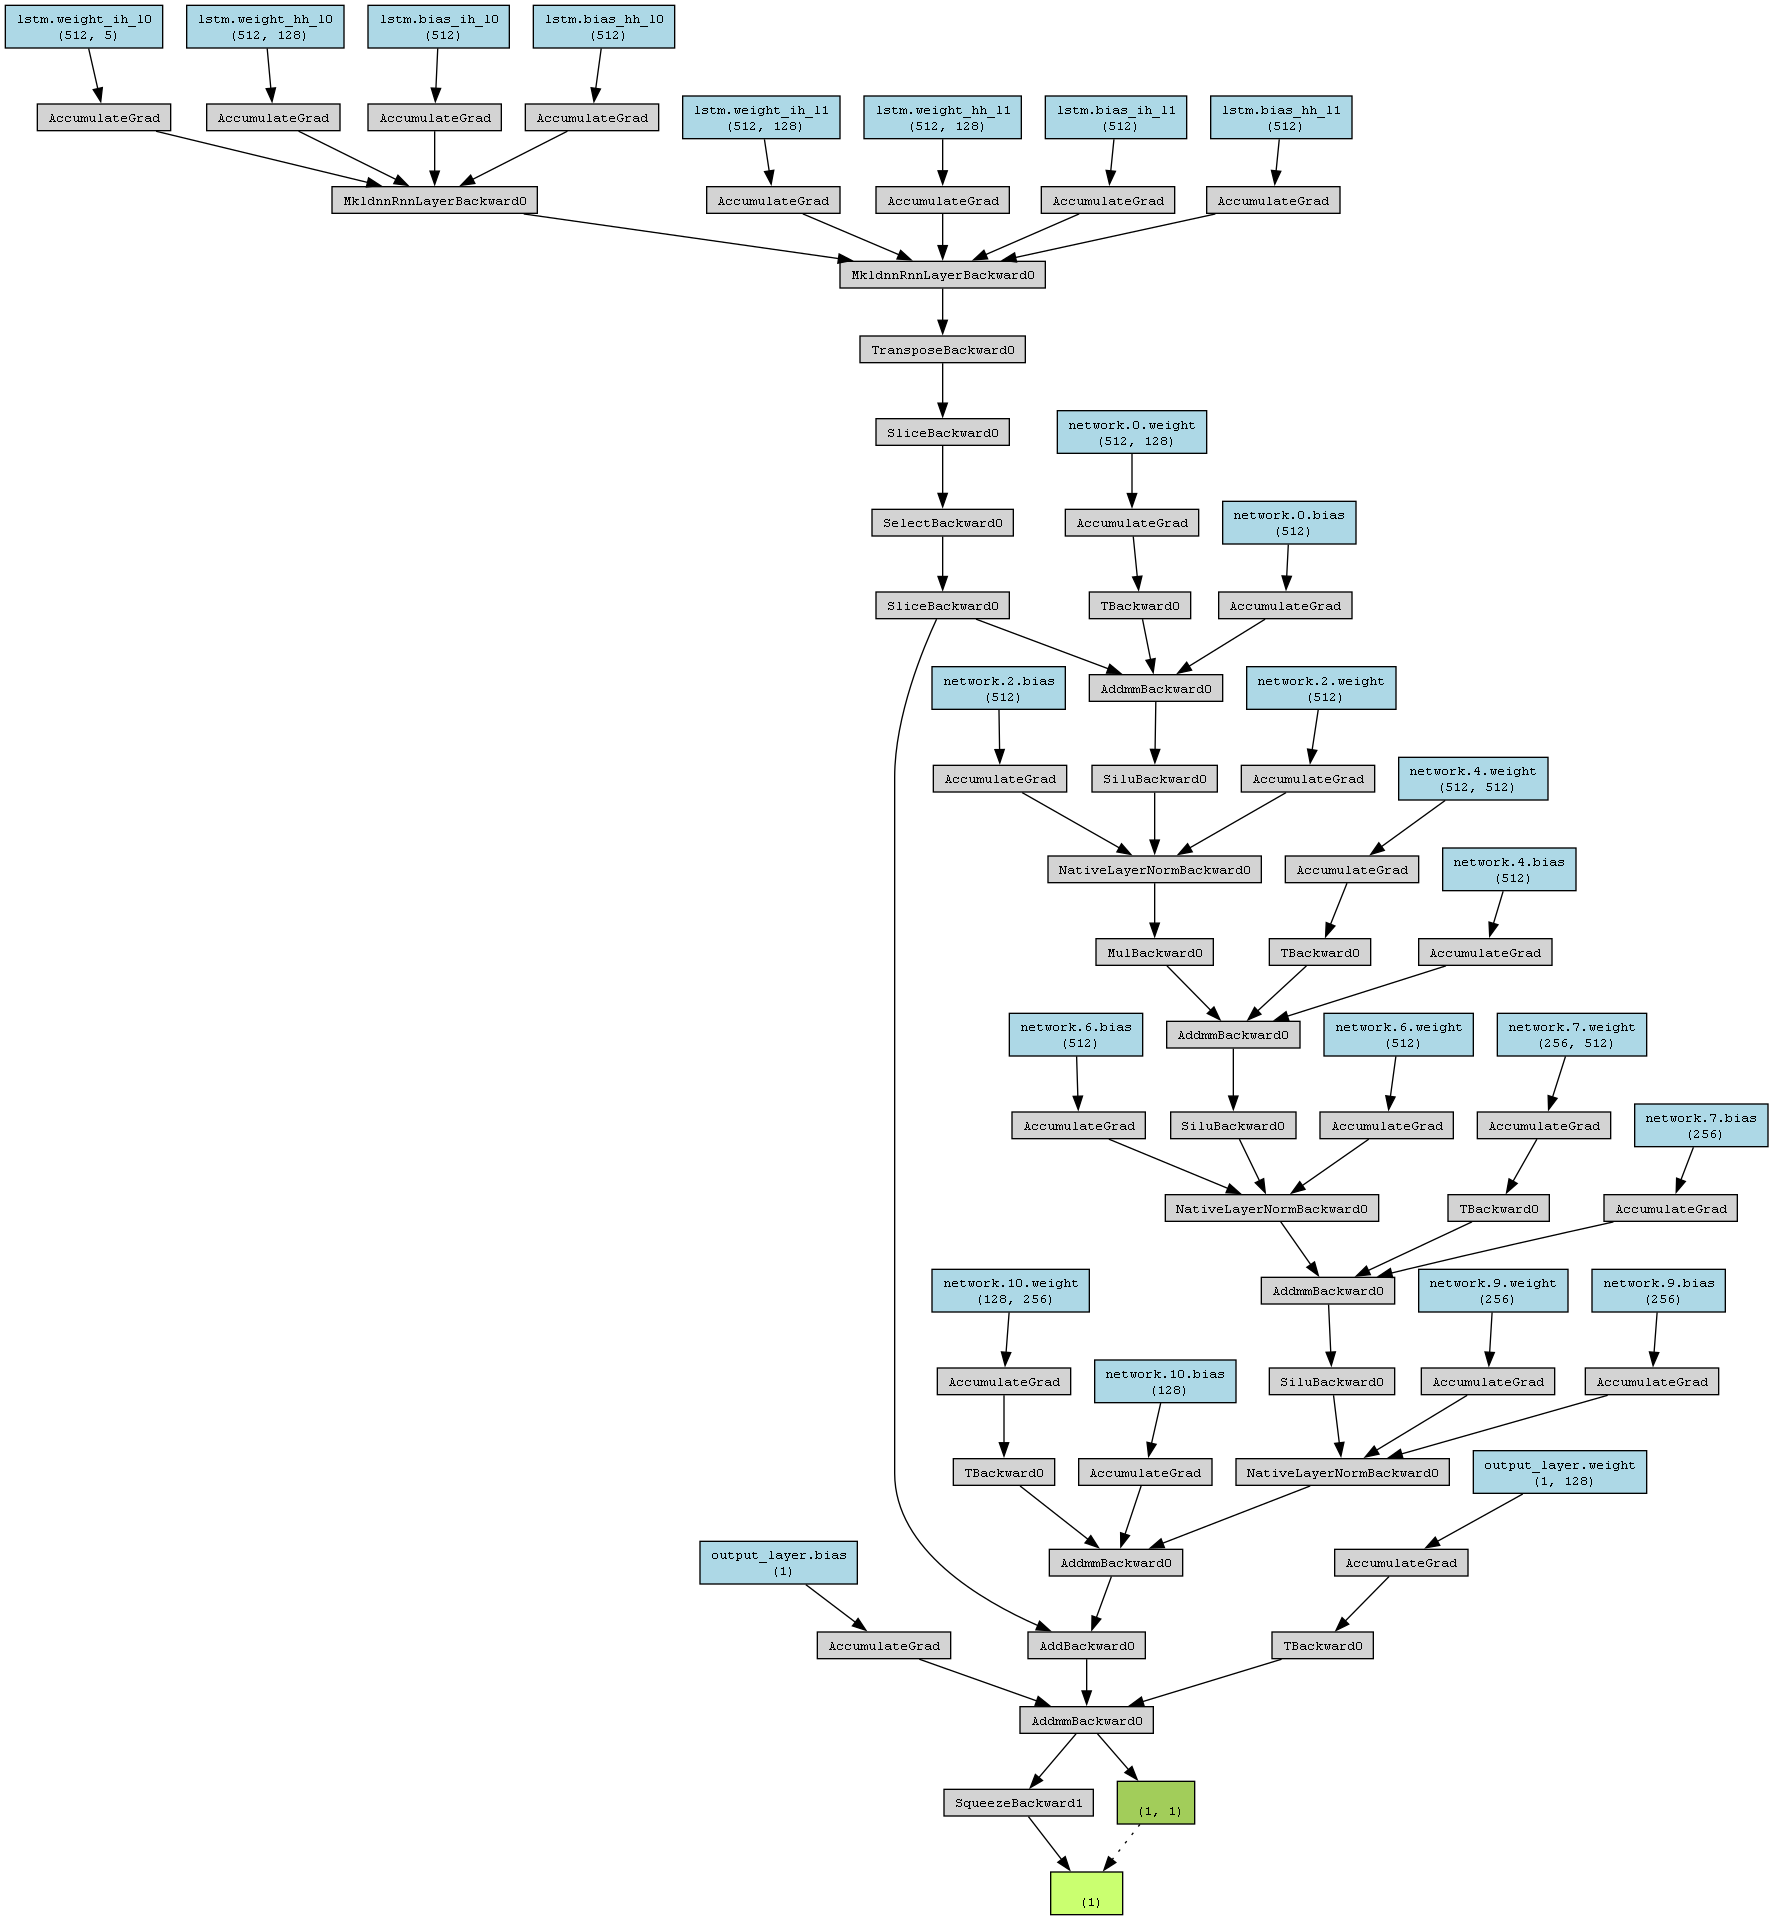 lstm.weight_ih_l0
(512, 5)
lstm.weight_hh_l0
(512, 128)
lstm.bias_ih_l0
(512)
lstm.bias_hh_l0
(512)
AccumulateGrad
AccumulateGrad
AccumulateGrad
AccumulateGrad
lstm.weight_ih_l1
(512, 128)
lstm.weight_hh_l1
(512, 128)
lstm.bias_ih_l1
(512)
lstm.bias_hh_l1
(512)
MkldnnRnnLayerBackward0
AccumulateGrad
AccumulateGrad
AccumulateGrad
AccumulateGrad
MkldnnRnnLayerBackward0
TransposeBackward0
SliceBackward0
network.0.weight
(512, 128)
SelectBackward0
AccumulateGrad
network.0.bias
(512)
SliceBackward0
TBackward0
AccumulateGrad
network.2.bias
(512)
AddmmBackward0
network.2.weight
(512)
AccumulateGrad
SiluBackward0
AccumulateGrad
network.4.weight
(512, 512)
NativeLayerNormBackward0
AccumulateGrad
network.4.bias
(512)
MulBackward0
TBackward0
AccumulateGrad
network.6.bias
(512)
AddmmBackward0
network.6.weight
(512)
network.7.weight
(256, 512)
AccumulateGrad
SiluBackward0
AccumulateGrad
AccumulateGrad
network.7.bias
(256)
NativeLayerNormBackward0
TBackward0
AccumulateGrad
network.10.weight
(128, 256)
AddmmBackward0
network.9.weight
(256)
network.9.bias
(256)
AccumulateGrad
network.10.bias
(128)
SiluBackward0
AccumulateGrad
AccumulateGrad
TBackward0
AccumulateGrad
NativeLayerNormBackward0
output_layer.weight
(1, 128)
output_layer.bias
(1)
AddmmBackward0
AccumulateGrad
AccumulateGrad
AddBackward0
TBackward0
AddmmBackward0
SqueezeBackward1
(1, 1)
(1)